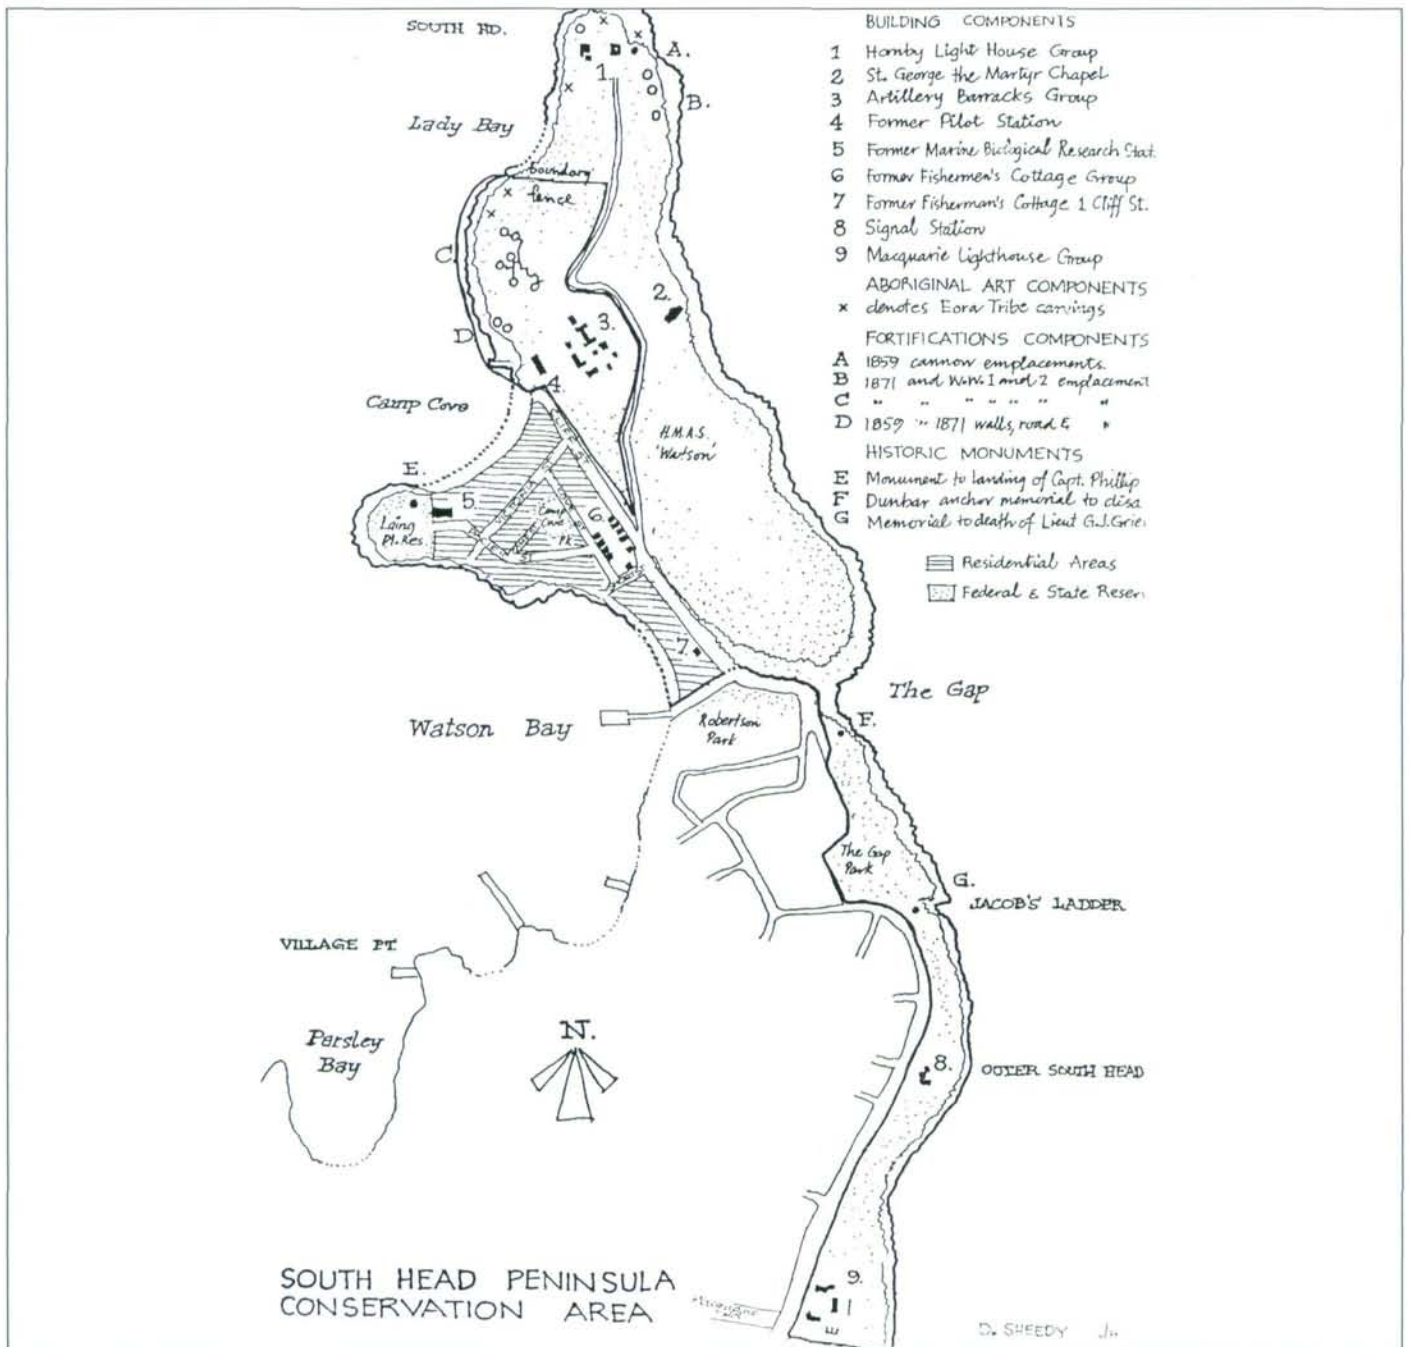 SOUTH HD.
A.
1
B.
Lady Bay
boundary
fence
C.
2.
3.
D
4.
Camp Cove
H.M.A.S.
'Watson'
E.
5.
Laing
Pt. Res.
Camp
Cove
PK.
6.
7.
The Gap
Watson Bay
Robertson
Park
F.
The Gap
Park
G.
JACOB'S LADDER
VILLAGE PT.
Parsley
Bay
N.
8.
OUTER SOUTH HEAD
9.
SOUTH HEAD PENINSULA
CONSERVATION AREA
D. SHEEDY
BUILDING COMPONENTS
1 Hornby Light House Group
2 St. George the Martyr Chapel
3 Artillery Barracks Group
4 Former Pilot Station
5 Former Marine Biological Research Stat.
6 Former Fishermen's Cottage Group
7 Former Fisherman's Cottage 1 Cliff St.
8 Signal Station
9 Macquarie Lighthouse Group
ABORIGINAL ART COMPONENTS
x denotes Eora Tribe carvings
FORTIFICATIONS COMPONENTS
A 1859 cannon emplacements.
B 1871 and W.W. 1 and 2 emplacement
C " " " " " " "
D 1859 " 1871 walls, road & "
HISTORIC MONUMENTS
E Monument to landing of Capt. Phillip
F Dunbar anchor memorial to disa
G Memorial to death of Lieut G.J. Grie
Residential Areas
Federal & State Reser